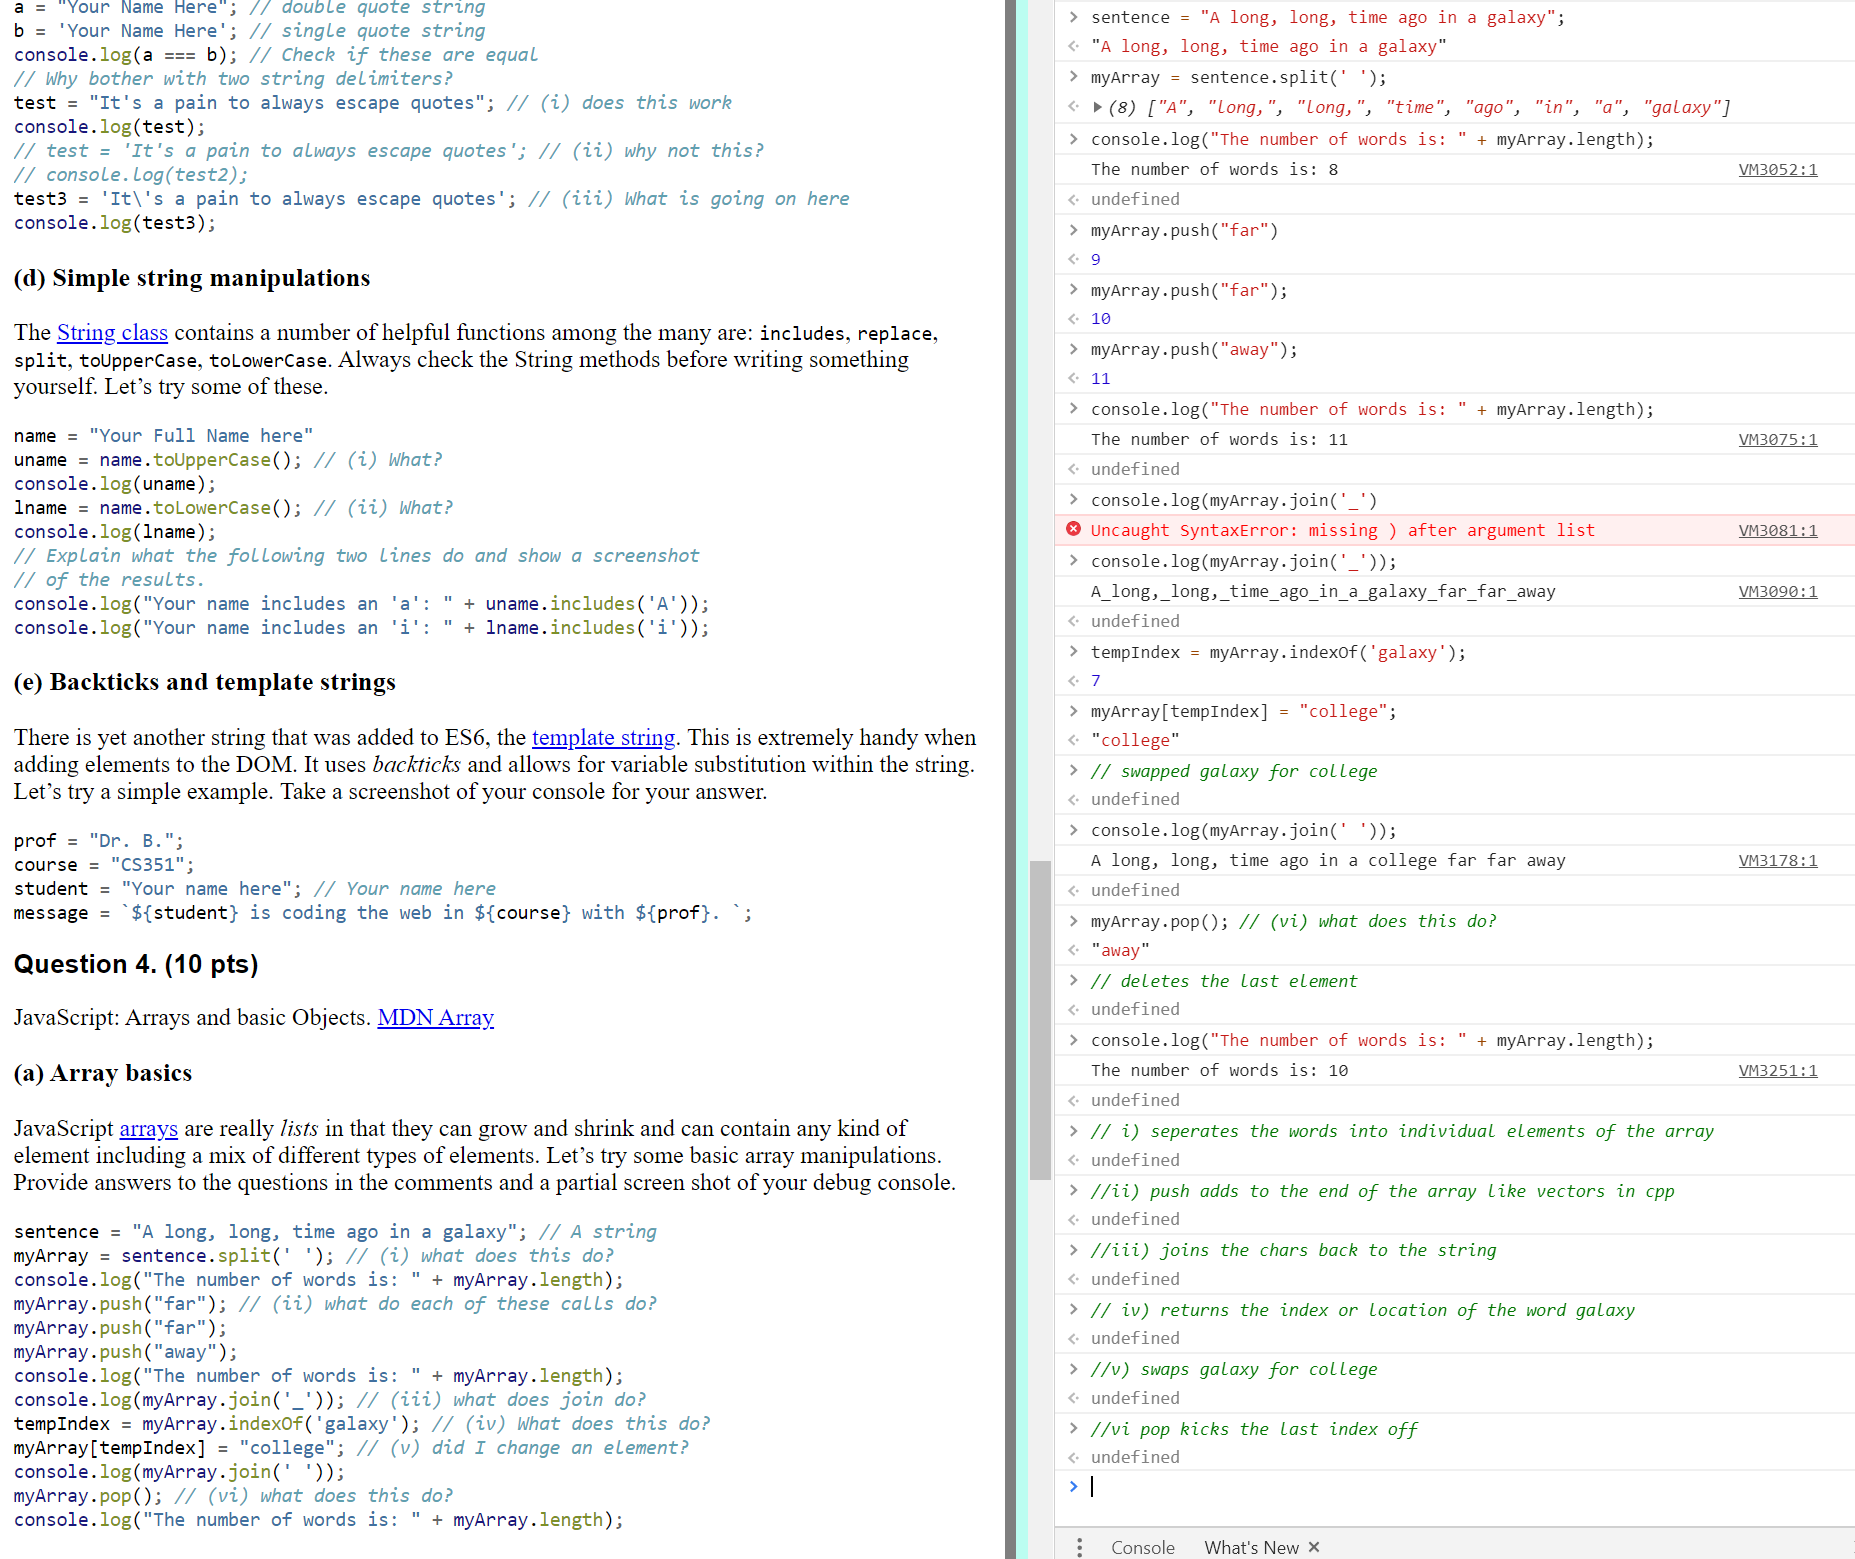 a = "Your Name Here"; // double quote string
b = 'Your Name Here'; // single quote string
console.log(a === b); // Check if these are equal
// Why bother with two string delimiters?
test = "It's a pain to always escape quotes"; // (i) does this work
console.log(test);
// test = 'It's a pain to always escape quotes'; // (ii) why not this?
// console.log(test2);
test3 = 'It\'s a pain to always escape quotes'; // (iii) What is going on here
console.log(test3);
(d) Simple string manipulations
The String class contains a number of helpful functions among the many are: includes, replace,
split, toUpperCase, toLowerCase. Always check the String methods before writing something
yourself. Let’s try some of these.
name = "Your Full Name here"
uname = name.toUpperCase(); // (i) What?
console.log(uname);
lname = name.toLowerCase(); // (ii) What?
console.log(lname);
// Explain what the following two lines do and show a screenshot
// of the results.
console.log("Your name includes an 'a': " + uname.includes('A'));
console.log("Your name includes an 'i': " + lname.includes('i'));
(e) Backticks and template strings
There is yet another string that was added to ES6, the template string. This is extremely handy when
adding elements to the DOM. It uses backticks and allows for variable substitution within the string.
Let’s try a simple example. Take a screenshot of your console for your answer.
prof = "Dr. B.";
course = "CS351";
student = "Your name here"; // Your name here
message = `${student} is coding the web in ${course} with ${prof}. `;
Question 4. (10 pts)
JavaScript: Arrays and basic Objects. MDN Array
(a) Array basics
JavaScript arrays are really lists in that they can grow and shrink and can contain any kind of
element including a mix of different types of elements. Let’s try some basic array manipulations.
Provide answers to the questions in the comments and a partial screen shot of your debug console.
sentence = "A long, long, time ago in a galaxy"; // A string
myArray = sentence.split(' '); // (i) what does this do?
console.log("The number of words is: " + myArray.length);
myArray.push("far"); // (ii) what do each of these calls do?
myArray.push("far");
myArray.push("away");
console.log("The number of words is: " + myArray.length);
console.log(myArray.join('_')); // (iii) what does join do?
tempIndex = myArray.indexOf('galaxy'); // (iv) What does this do?
myArray[tempIndex] = "college"; // (v) did I change an element?
console.log(myArray.join(' '));
myArray.pop(); // (vi) what does this do?
console.log("The number of words is: " + myArray.length);
> sentence = "A long, long, time ago in a galaxy";
"A long, long, time ago in a galaxy"
> myArray = sentence.split(' ');
(8) ["A", "long,", "long,", "time", "ago", "in", "a", "galaxy"]
> console.log("The number of words is: " + myArray.length);
The number of words is: 8 VM3052:1
undefined
> myArray.push("far")
9
> myArray.push("far");
10
> myArray.push("away");
11
> console.log("The number of words is: " + myArray.length);
The number of words is: 11 VM3075:1
undefined
> console.log(myArray.join('_')
Uncaught SyntaxError: missing ) after argument list VM3081:1
> console.log(myArray.join('_'));
A_long,_long,_time_ago_in_a_galaxy_far_far_away VM3090:1
undefined
> tempIndex = myArray.indexOf('galaxy');
7
> myArray[tempIndex] = "college";
"college"
> // swapped galaxy for college
undefined
> console.log(myArray.join(' '));
A long, long, time ago in a college far far away VM3178:1
undefined
> myArray.pop(); // (vi) what does this do?
"away"
> // deletes the last element
undefined
> console.log("The number of words is: " + myArray.length);
The number of words is: 10 VM3251:1
undefined
> // i) seperates the words into individual elements of the array
undefined
> //ii) push adds to the end of the array like vectors in cpp
undefined
> //iii) joins the chars back to the string
undefined
> // iv) returns the index or location of the word galaxy
undefined
> //v) swaps galaxy for college
undefined
> //vi pop kicks the last index off
undefined
>
Console What's New ×